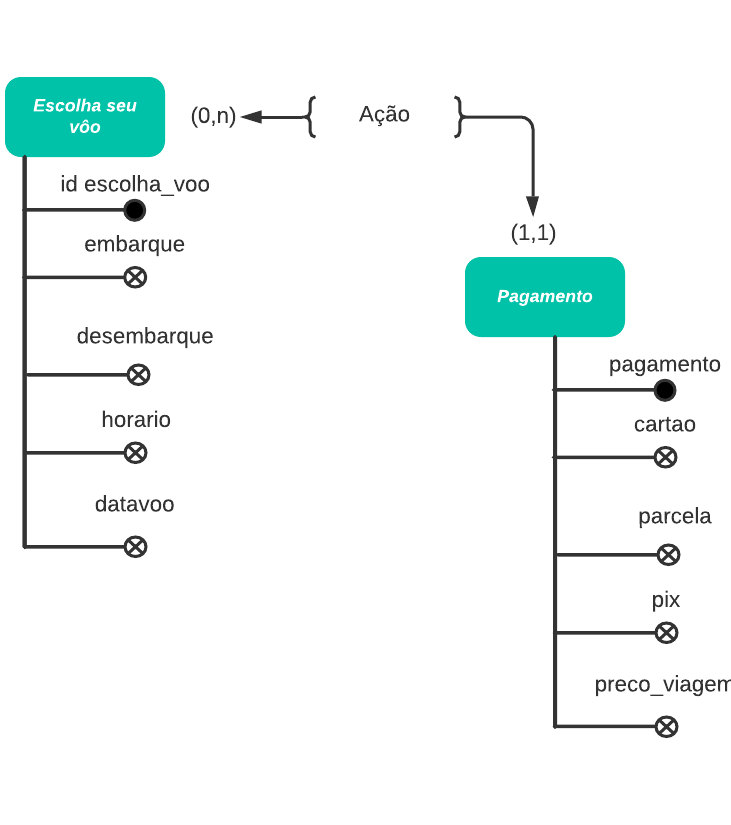 Escolha seu
vôo
(0,n)
Ação
id escolha_voo
embarque
desembarque
horario
datavoo
(1,1)
Pagamento
pagamento
cartao
parcela
pix
preco_viagem